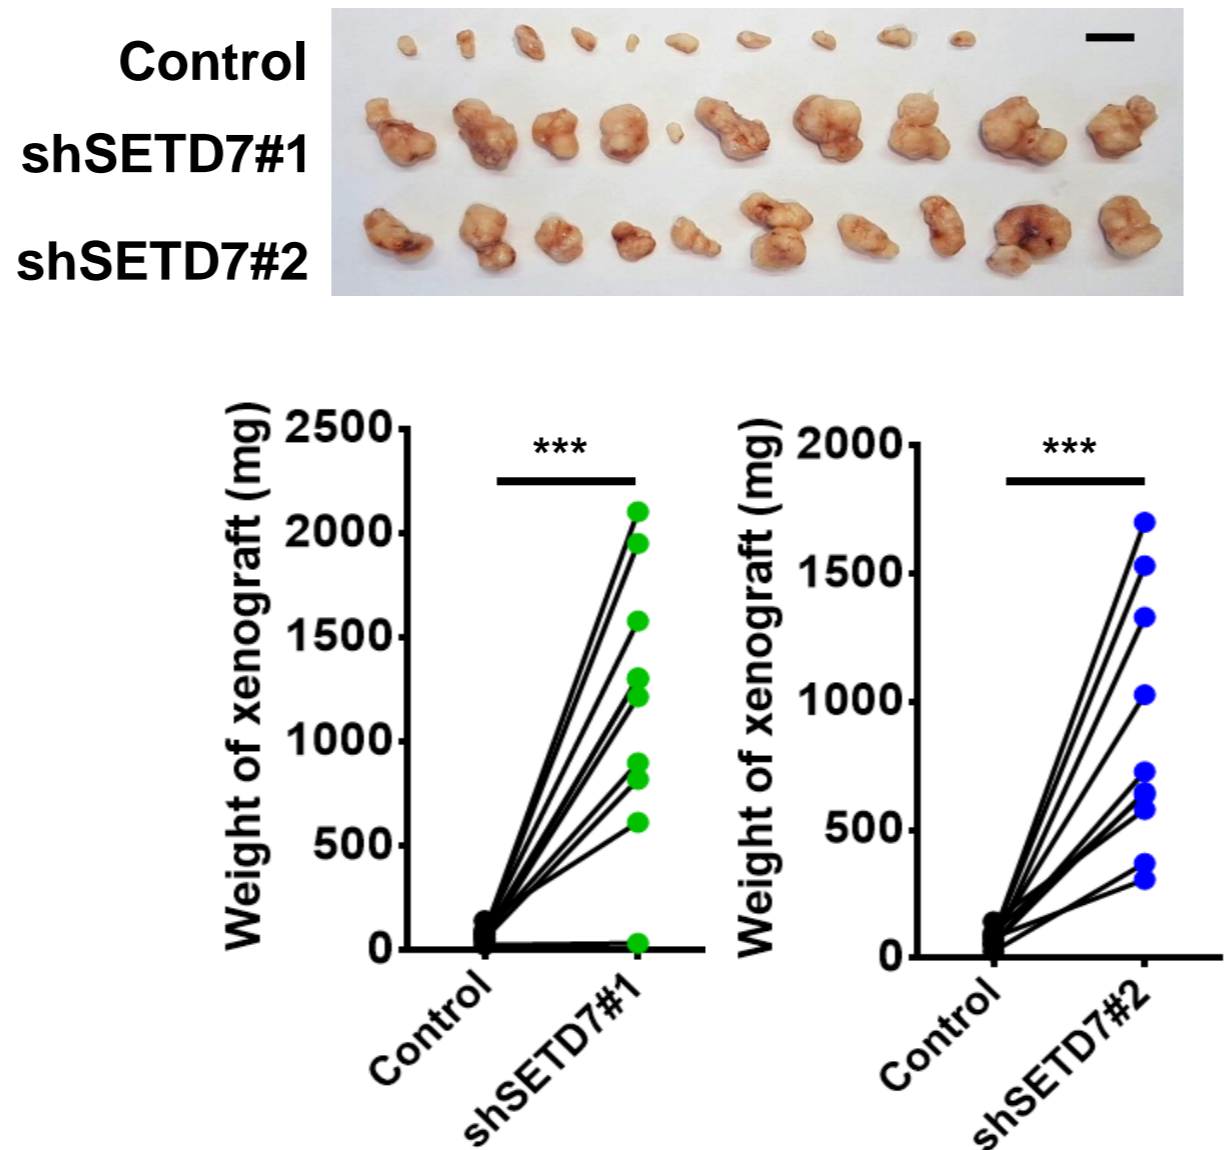 Control
shSETD7#1
shSETD7#2
Weight of xenograft (mg)
2500
2000
1500
1000
500
0
***
Control
shSETD7#1
Weight of xenograft (mg)
2000
1500
1000
500
0
***
Control
shSETD7#2